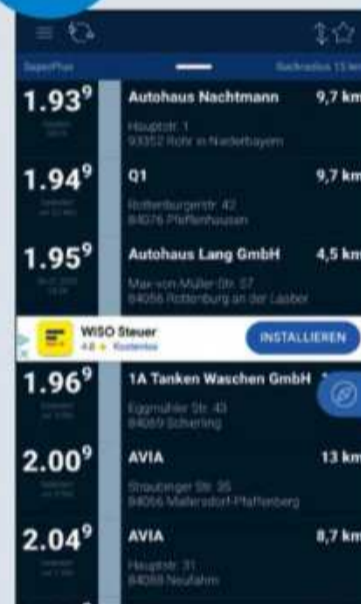 SuperPlus
Suchradius 15 km
1.93⁹ Autohaus Nachtmann 9,7 km
Hauptstr. 1
93352 Rohr in Niederbayern
1.94⁹ Q1 9,7 km
Rottenburgerstr. 42
84076 Pfeffenhausen
1.95⁹ Autohaus Lang GmbH 4,5 km
Max-von-Müller-Str. 57
84056 Rottenburg an der Laaber
WISO Steuer
4.8 ★ Kostenlos
INSTALLIEREN
1.96⁹ 1A Tanken Waschen GmbH
Eggmühler Str. 43
84069 Schierling
2.00⁹ AVIA 13 km
Straubinger Str. 35
84066 Mallersdorf-Pfaffenberg
2.04⁹ AVIA 8,7 km
Hauptstr. 31
84088 Neufahrn